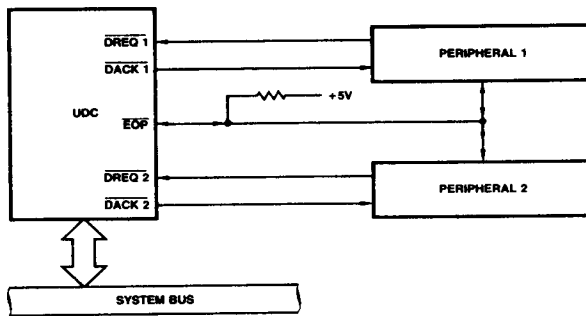 DREQ 1
PERIPHERAL 1
DACK 1
+5V
UDC
EOP
DREQ 2
PERIPHERAL 2
DACK 2
SYSTEM BUS